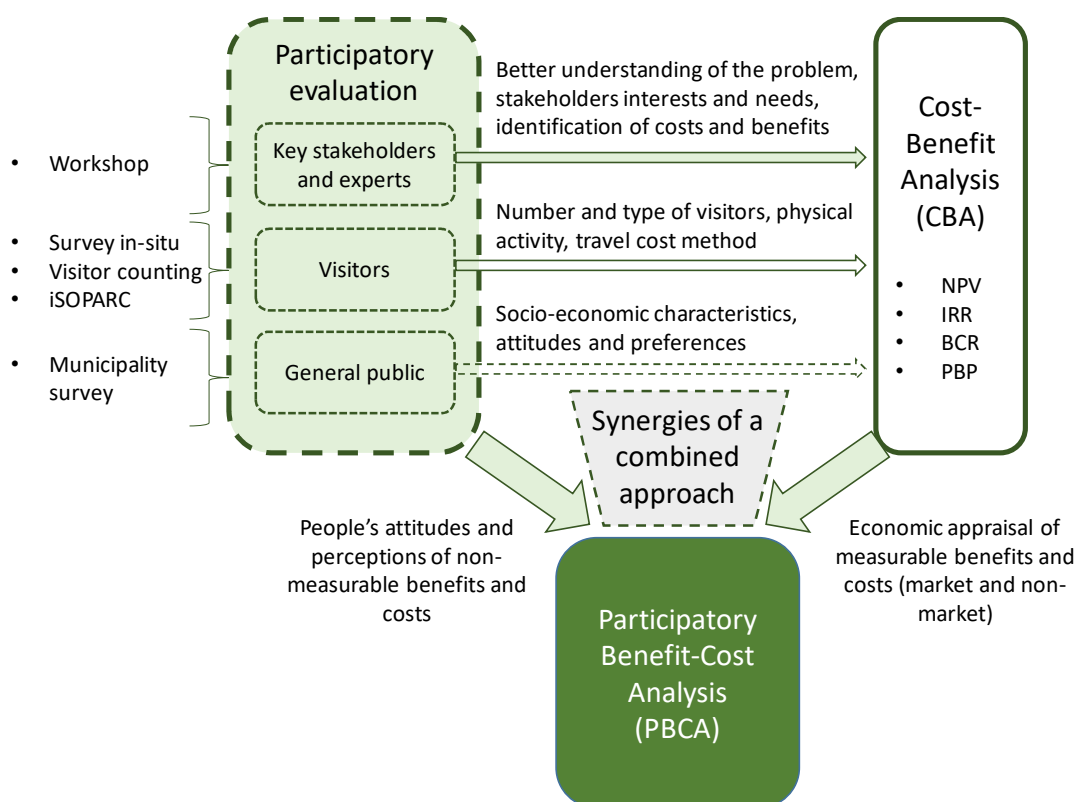 Participatory
evaluation
Key stakeholders
and experts
Visitors
General public
• Workshop
• Survey in-situ
• Visitor counting
• iSOPARC
• Municipality
survey
Better understanding of the problem,
stakeholders interests and needs,
identification of costs and benefits
Number and type of visitors, physical
activity, travel cost method
Socio-economic characteristics,
attitudes and preferences
Cost-
Benefit
Analysis
(CBA)
• NPV
• IRR
• BCR
• PBP
Synergies of a
combined
approach
People’s attitudes and
perceptions of non-
measurable benefits and
costs
Economic appraisal of
measurable benefits and
costs (market and non-
market)
Participatory
Benefit-Cost
Analysis
(PBCA)